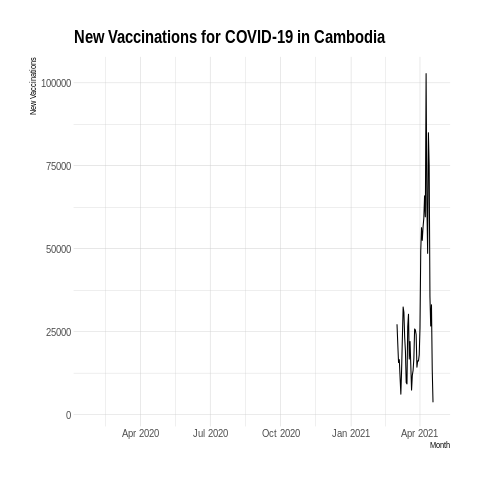 New Vaccinations for COVID-19 in Cambodia
New Vaccinations
100000
75000
50000
25000
0
Apr 2020 Jul 2020 Oct 2020 Jan 2021 Apr 2021
Month